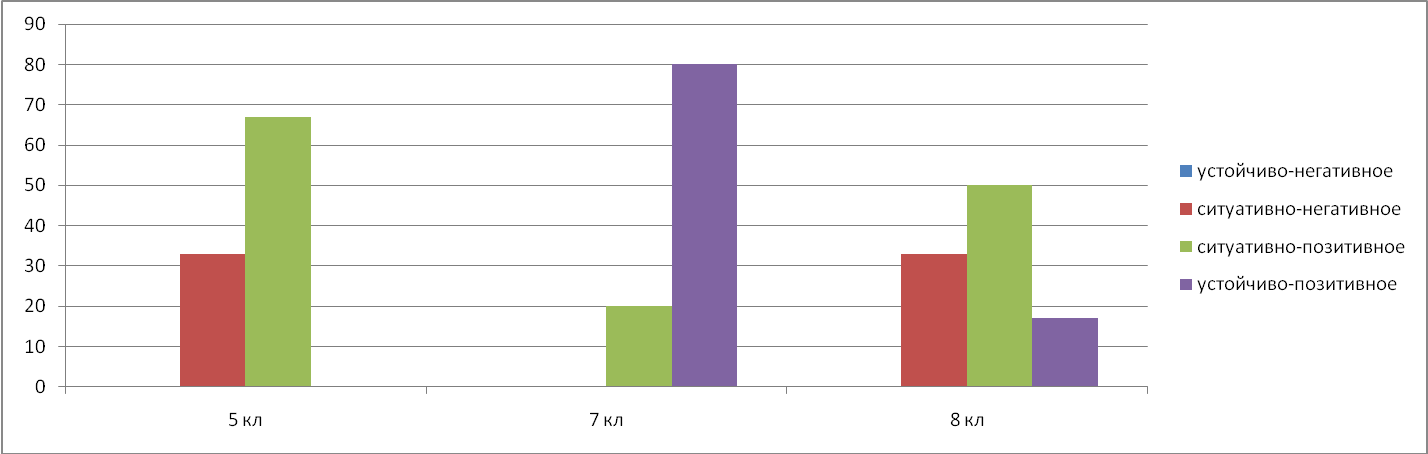 90
80
70
60
50
40
30
20
10
0
5 кл
7 кл
8 кл
устойчиво-негативное
ситуативно-негативное
ситуативно-позитивное
устойчиво-позитивное